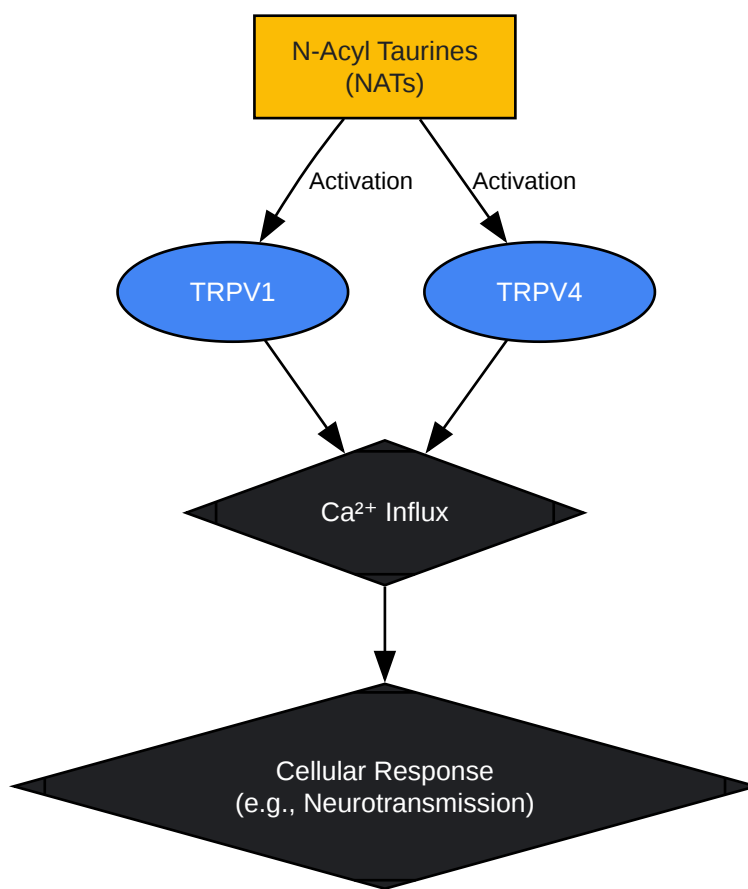 N-Acyl Taurines
(NATs)
Activation
Activation
TRPV1
TRPV4
Ca²⁺ Influx
Cellular Response
(e.g., Neurotransmission)